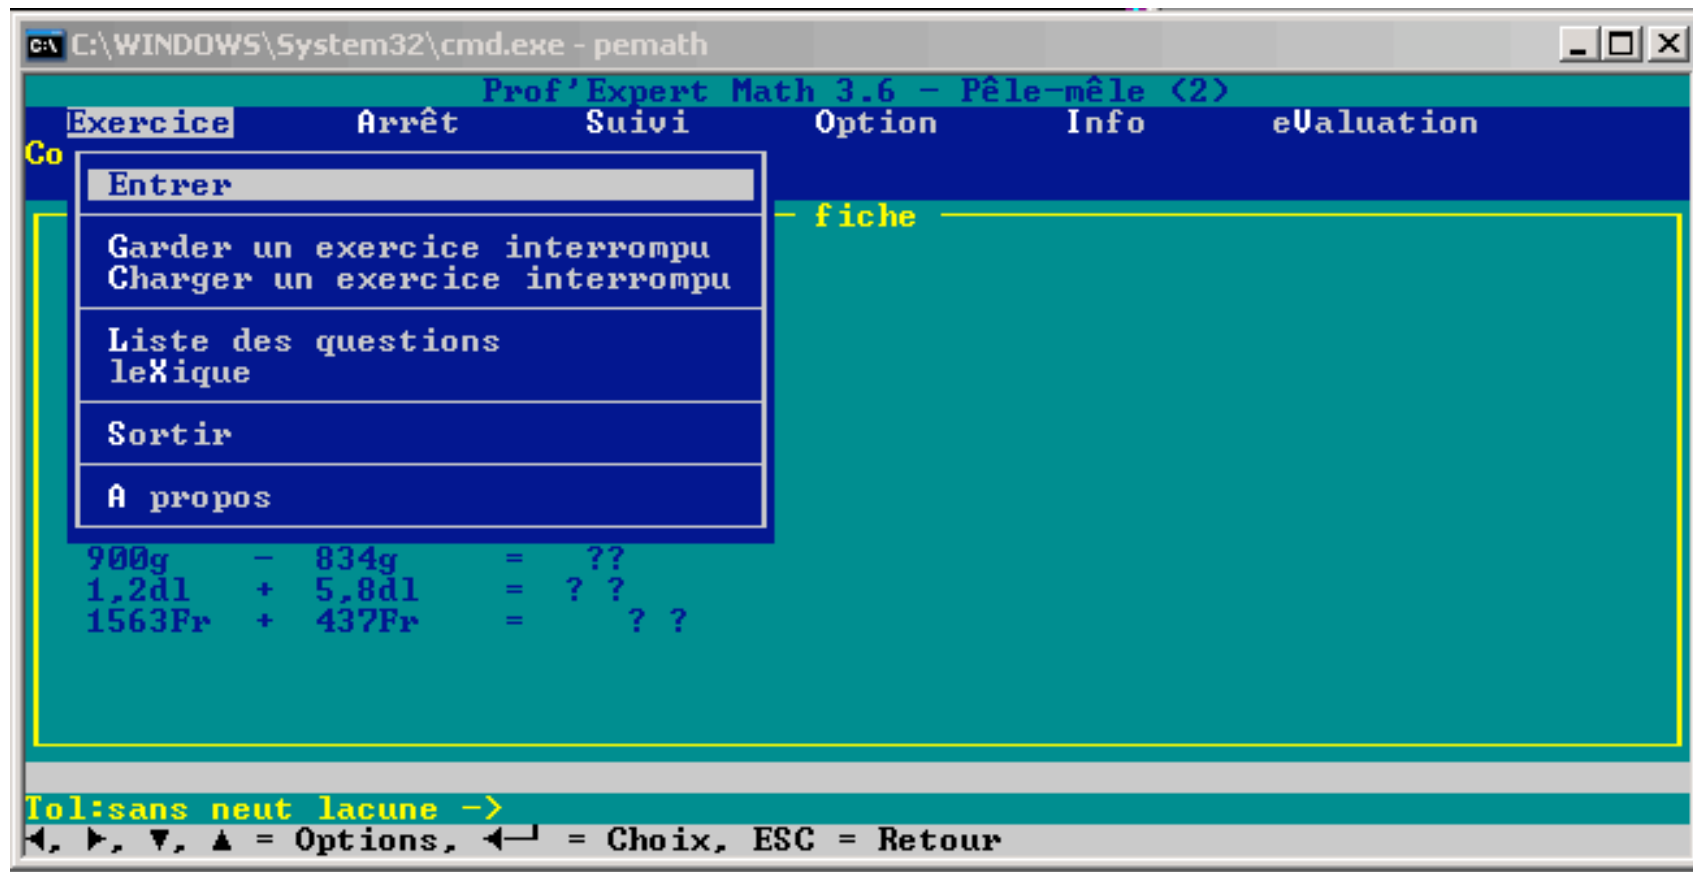 C:\WINDOWS\System32\cmd.exe - pemath
Prof'Expert Math 3.6 - Pêle-mêle (2)
Exercice Arrêt Suivi Option Info eValuation
Co
Entrer
fiche
Garder un exercice interrompu
Charger un exercice interrompu
Liste des questions
leXique
Sortir
A propos
900g - 834g = ??
1,2dl + 5,8dl = ? ?
1563Fr + 437Fr = ? ?
Tol:sans neut lacune ->
◄, ►, ▼, ▲ = Options, ◄─┘ = Choix, ESC = Retour